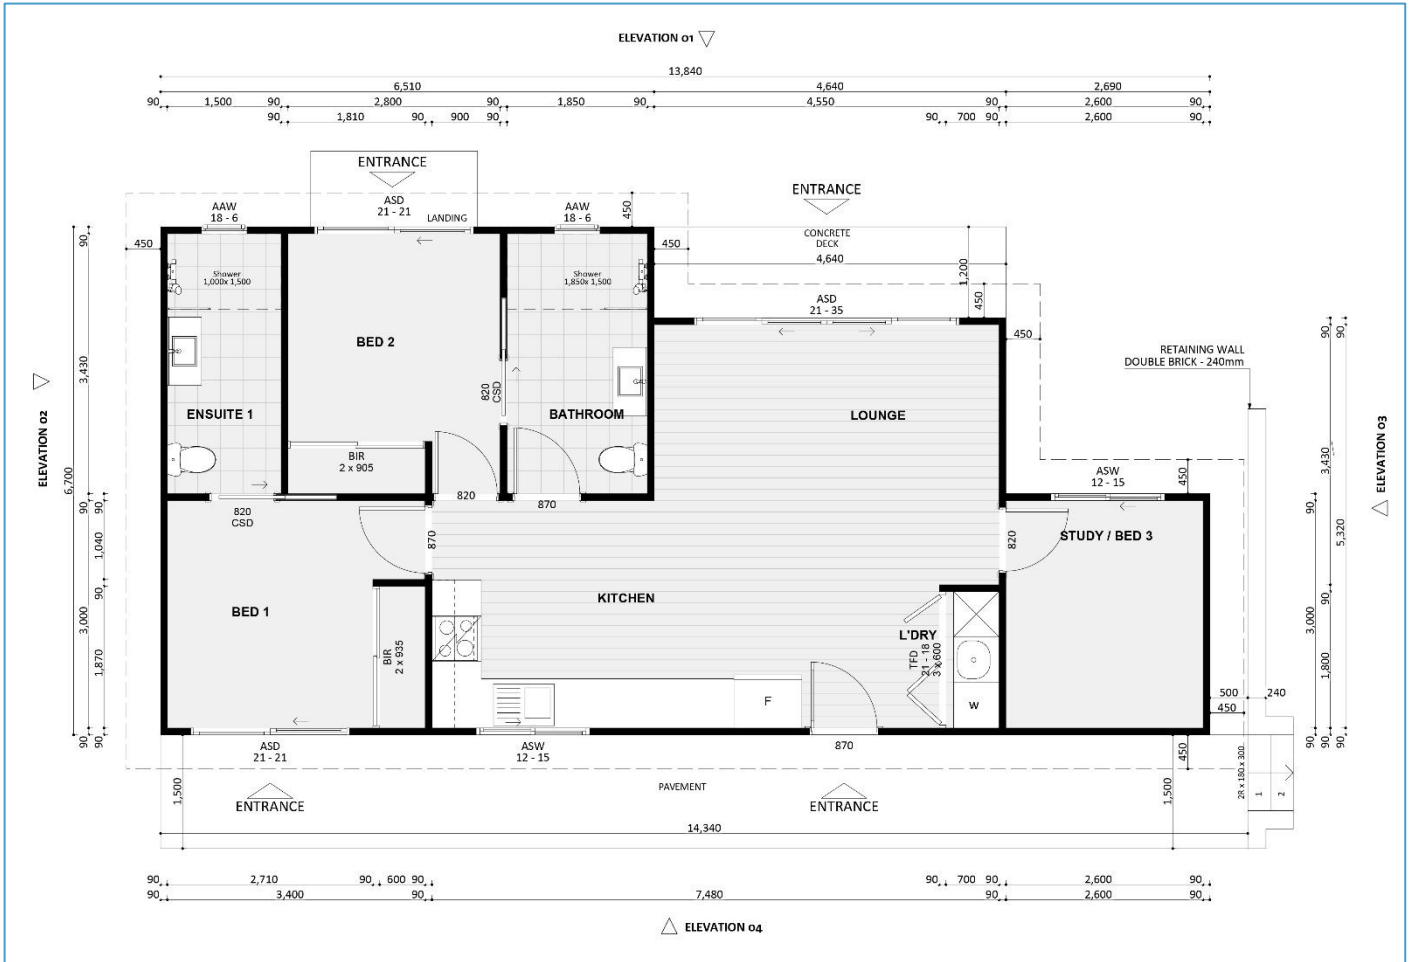 ELEVATION 01
13,840
6,510 4,640 2,690
90 1,500 90 2,800 90 1,850 90 4,550 90 2,600 90
90 1,810 90 900 90 90 700 90 2,600 90
ENTRANCE
ENTRANCE
AAW
18 - 6
ASD
21 - 21
LANDING
AAW
18 - 6
450
450
450
CONCRETE
DECK
4,640
1,200
450
ASD
21 - 35
450
Shower
1,000x 1,500
Shower
1,850x 1,500
BED 2
RETAINING WALL
DOUBLE BRICK - 240mm
ENSUITE 1
820
CSD
BATHROOM
LOUNGE
BIR
2 x 905
ELEVATION 02
ELEVATION 03
450
ASW
12 - 15
820
870
820
CSD
870
820
STUDY / BED 3
BED 1
KITCHEN
L'DRY
TFD
21 - 18
3 x 600
BIR
2 x 935
F
W
500 240
450
ASD
21 - 21
ASW
12 - 15
870
450
1,500
1,500
2R x 180 x 300
1 2
PAVEMENT
ENTRANCE
ENTRANCE
14,340
90 6,700 90
90 3,430 90 3,000 90
90 1,040 90 1,870 90
90 3,430 90 3,000 90
90 5,320 90
90 1,800 90
90 2,710 90 600 90 90 700 90 2,600 90
90 3,400 90 7,480 90 2,600 90
ELEVATION 04